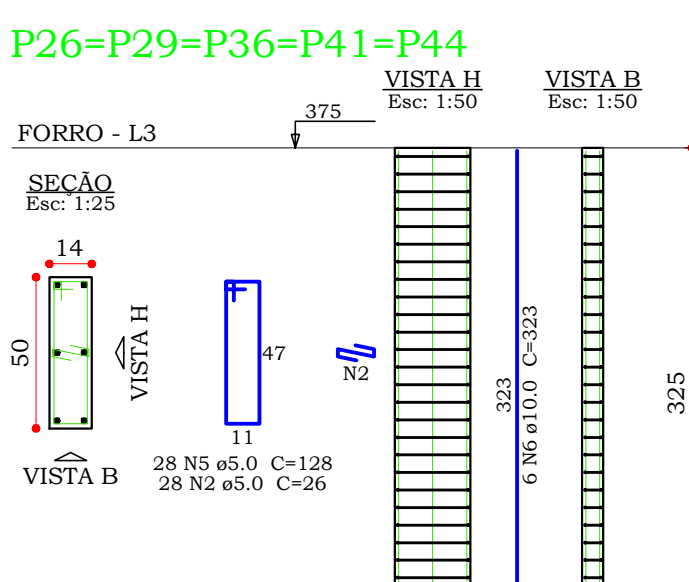 P26=P29=P36=P41=P44
VISTA H
Esc: 1:50
VISTA B
Esc: 1:50
375
FORRO - L3
SEÇÃO
Esc: 1:25
14
50
VISTA H
VISTA B
47
11
28 N5 ø5.0 C=128
28 N2 ø5.0 C=26
N2
323
6 N6 ø10.0 C=323
325